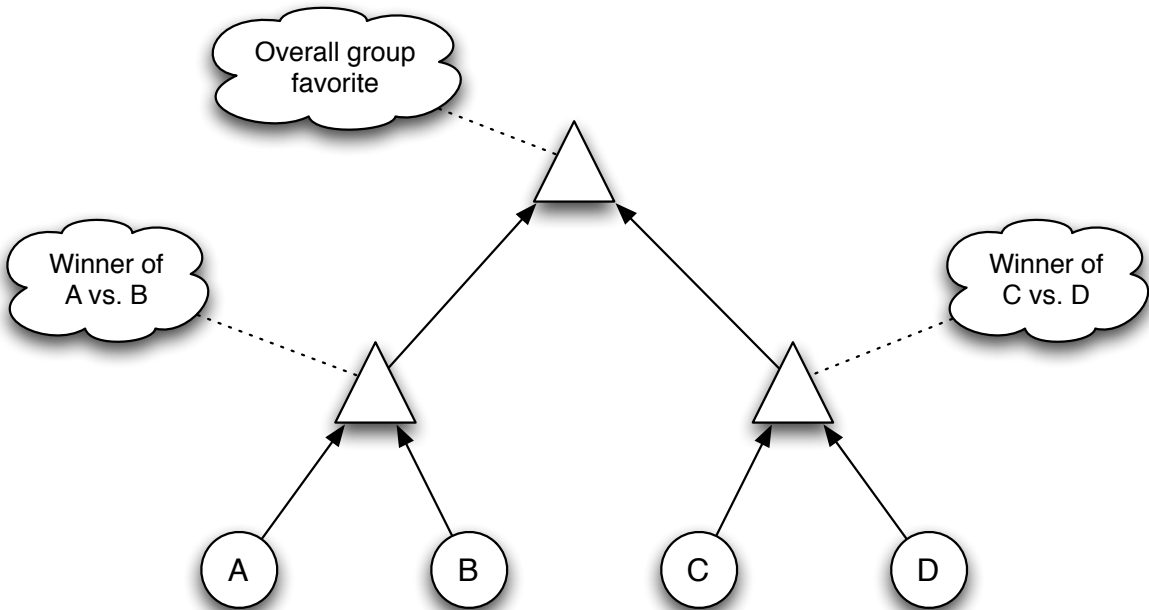 Overall group
favorite
Winner of
A vs. B
Winner of
C vs. D
A
B
C
D